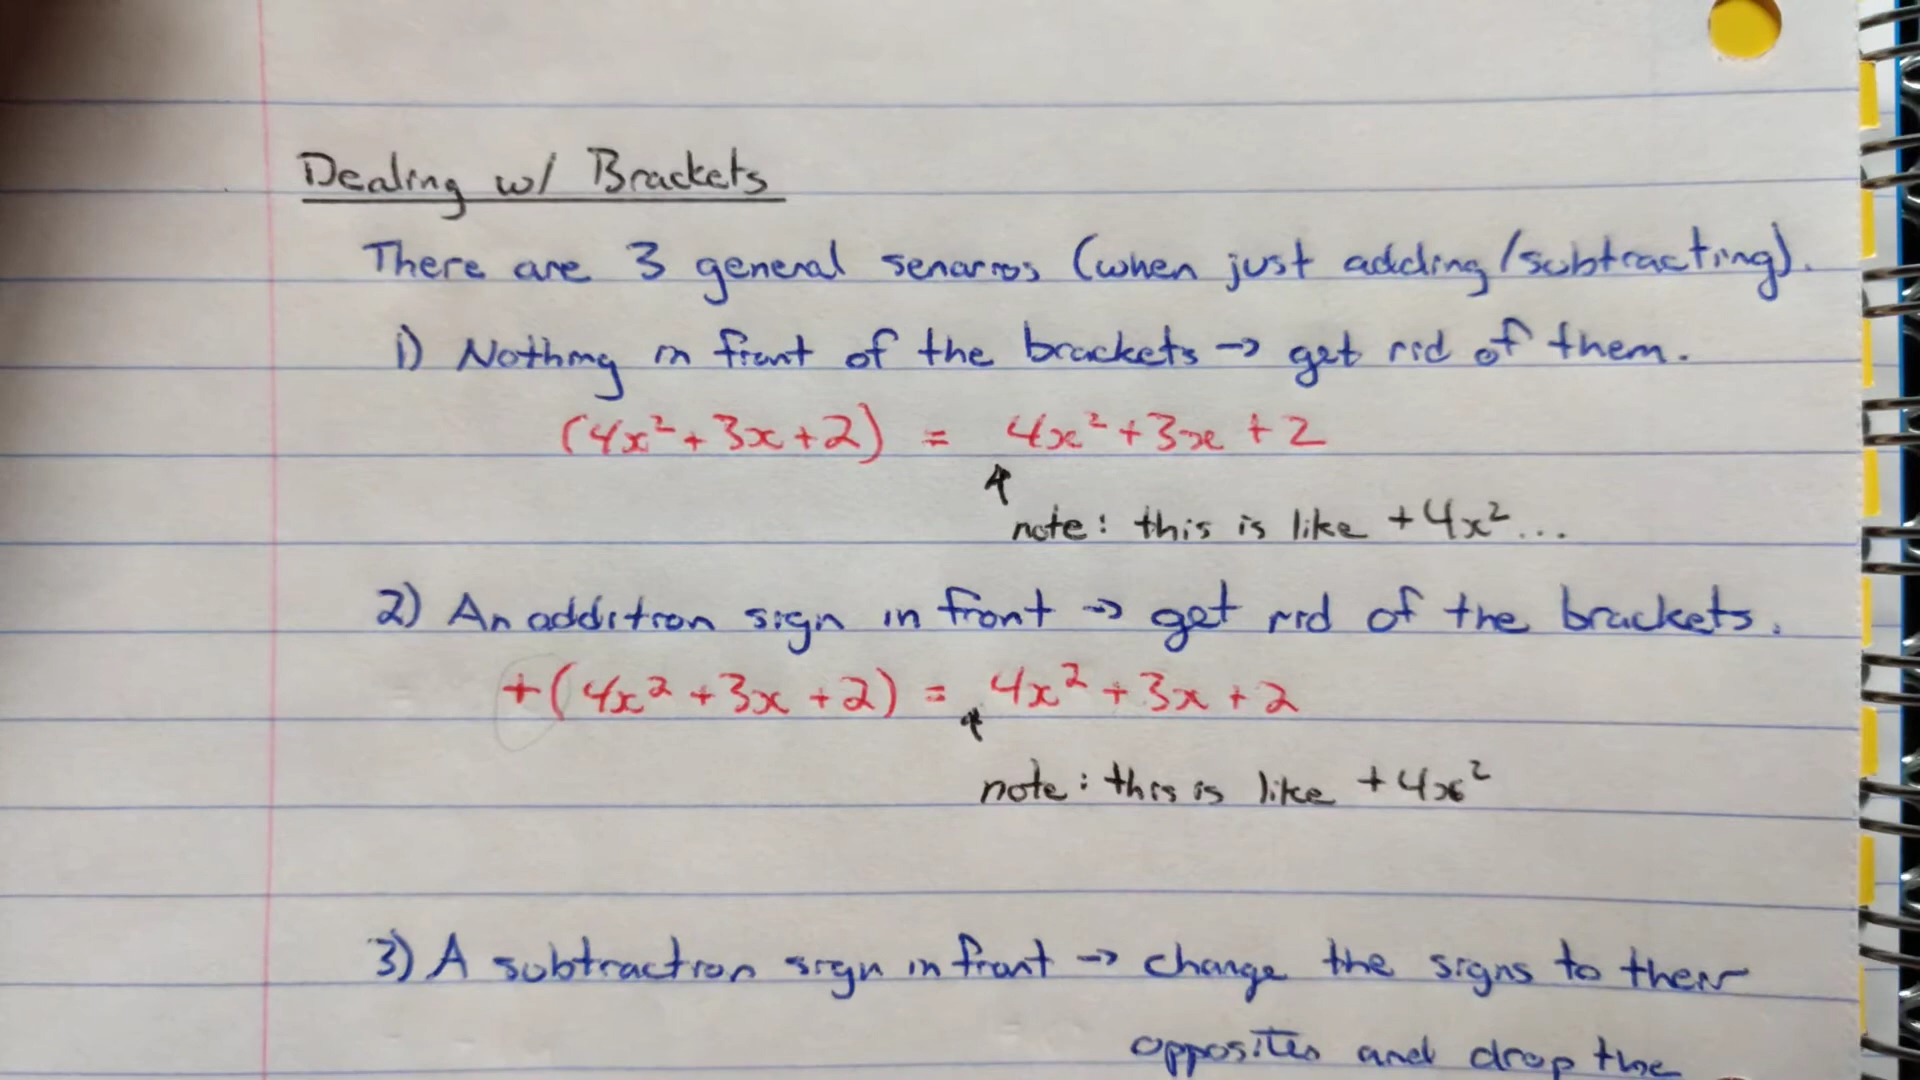 Dealing w/ Brackets
There are 3 general senarios (when just adding/subtracting).
1) Nothing in front of the brackets → get rid of them.
(4x² + 3x + 2) = 4x² + 3x + 2
note: this is like +4x²...
2) An addition sign in front → get rid of the brackets.
+(4x² + 3x + 2) = 4x² + 3x + 2
note: this is like +4x²
3) A subtraction sign in front → change the signs to their
opposites and drop the